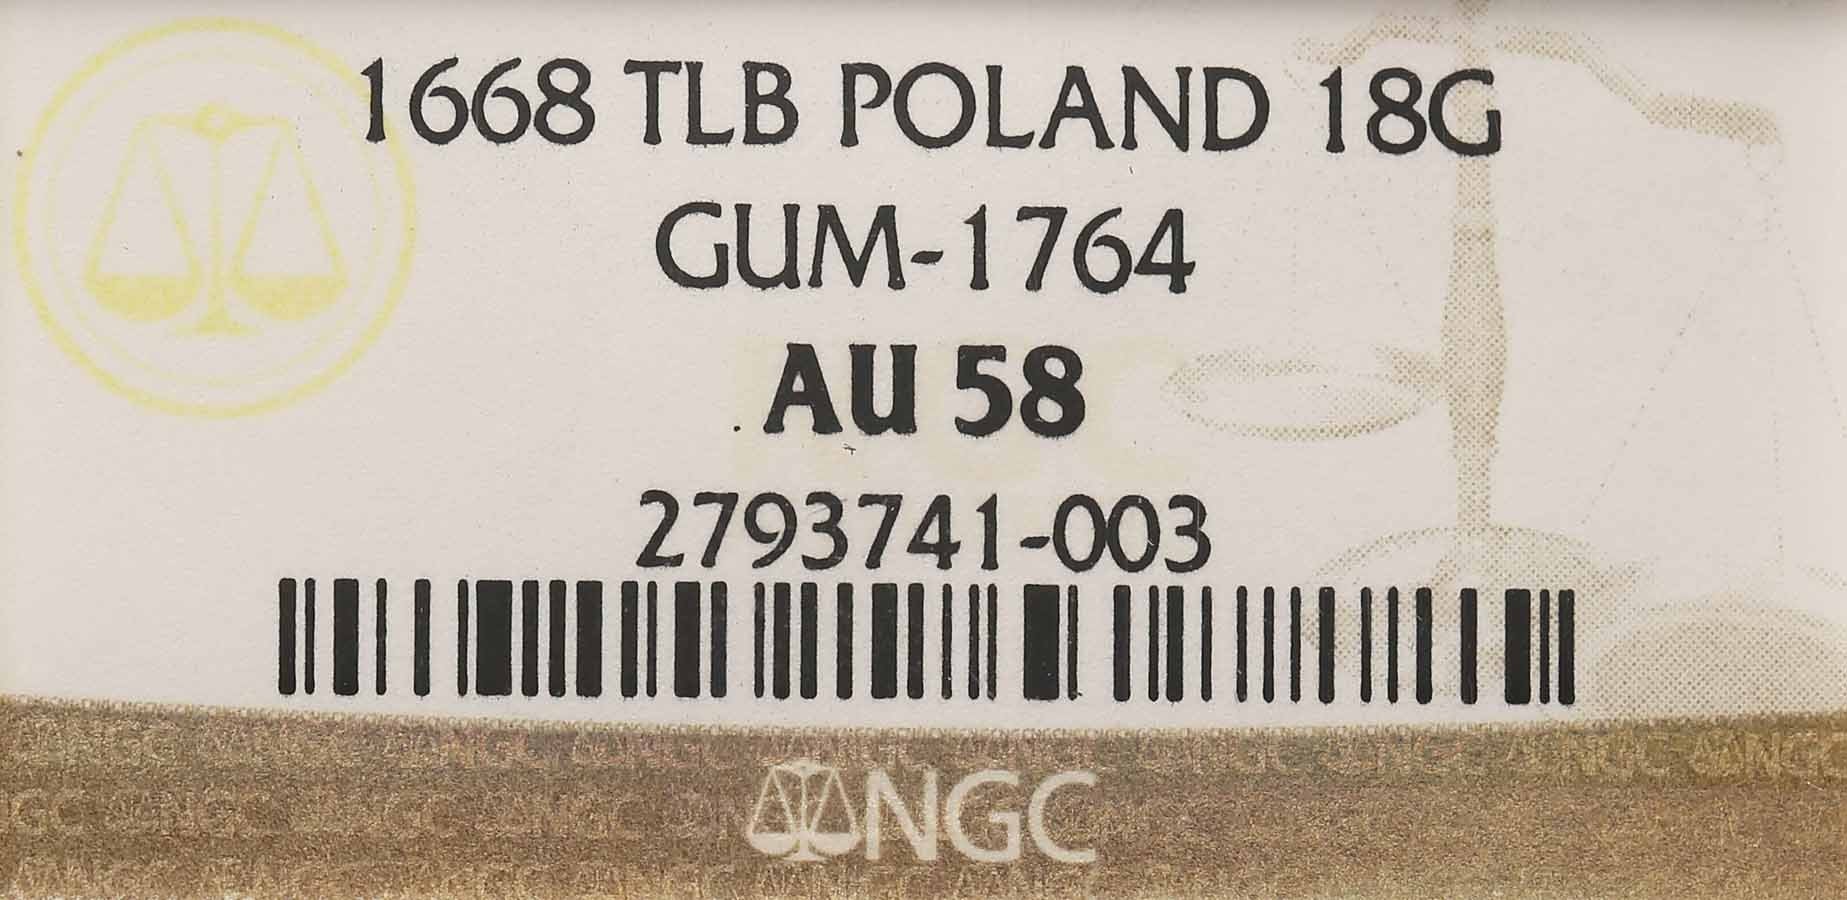 1668 TLB POLAND 18G
GUM-1764
AU 58
2793741-003
NGC